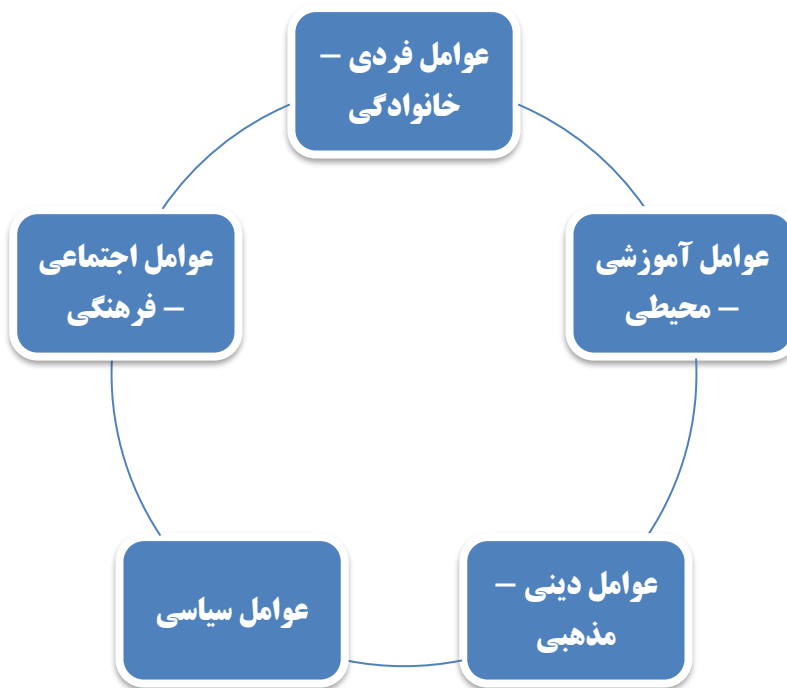 عوامل فردی –
خانوادگی
عوامل آموزشی
– محیطی
عوامل دینی –
مذهبی
عوامل سیاسی
عوامل اجتماعی
– فرهنگی